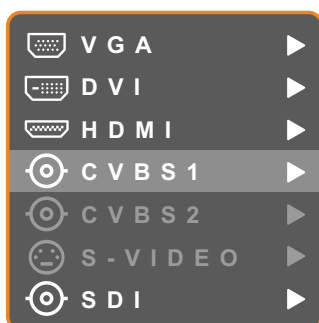 VGA
DVI
HDMI
CVBS1
CVBS2
S-VIDEO
SDI